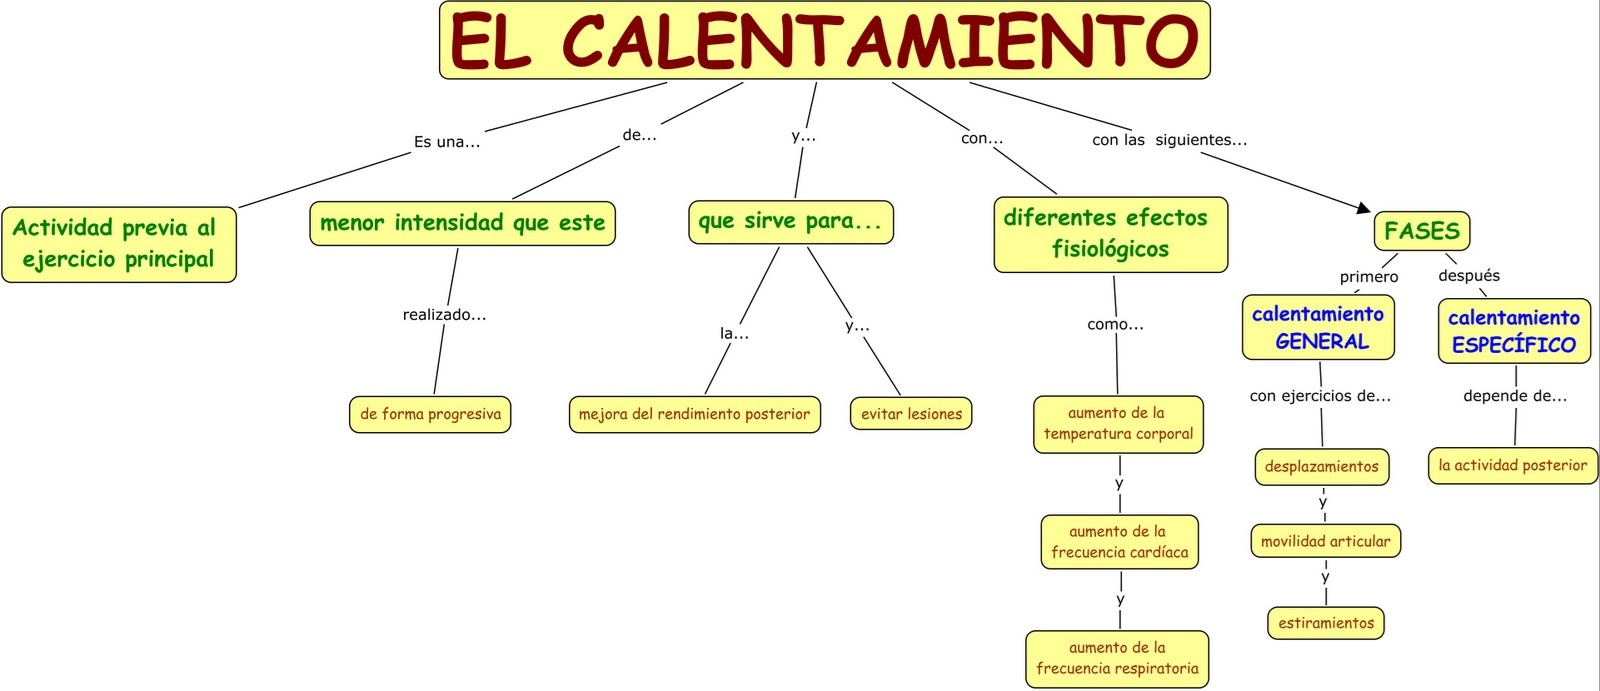 EL CALENTAMIENTO
Es una...
de...
y...
con...
con las  siguientes...
Actividad previa al
ejercicio principal
menor intensidad que este
que sirve para...
diferentes efectos
fisiológicos
FASES
primero
después
calentamiento
GENERAL
calentamiento
ESPECÍFICO
realizado...
la...
y...
como...
con ejercicios de...
depende de...
de forma progresiva
mejora del rendimiento posterior
evitar lesiones
aumento de la
temperatura corporal
desplazamientos
la actividad posterior
y
y
aumento de la
frecuencia cardíaca
movilidad articular
y
y
estiramientos
aumento de la
frecuencia respiratoria